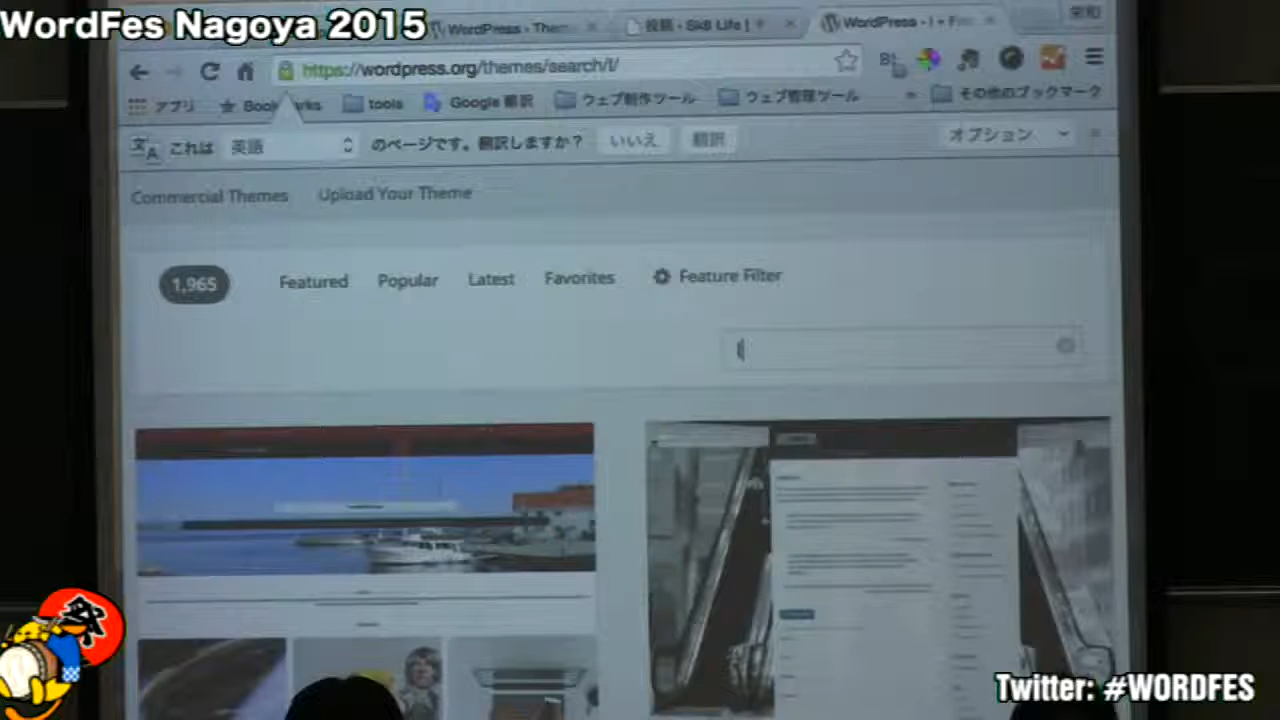 WordFes Nagoya 2015
WordPress - Them
投稿 - Sk8 Life |
WordPress - l
https://wordpress.org/themes/search/l/
アプリ Bookmarks tools Google 翻訳 ウェブ制作ツール ウェブ管理ツール その他のブックマーク
これは 英語 のページです。翻訳しますか? いいえ 翻訳 オプション
Commercial Themes Upload Your Theme
1,965 Featured Popular Latest Favorites Feature Filter
祭
Twitter: #WORDFES